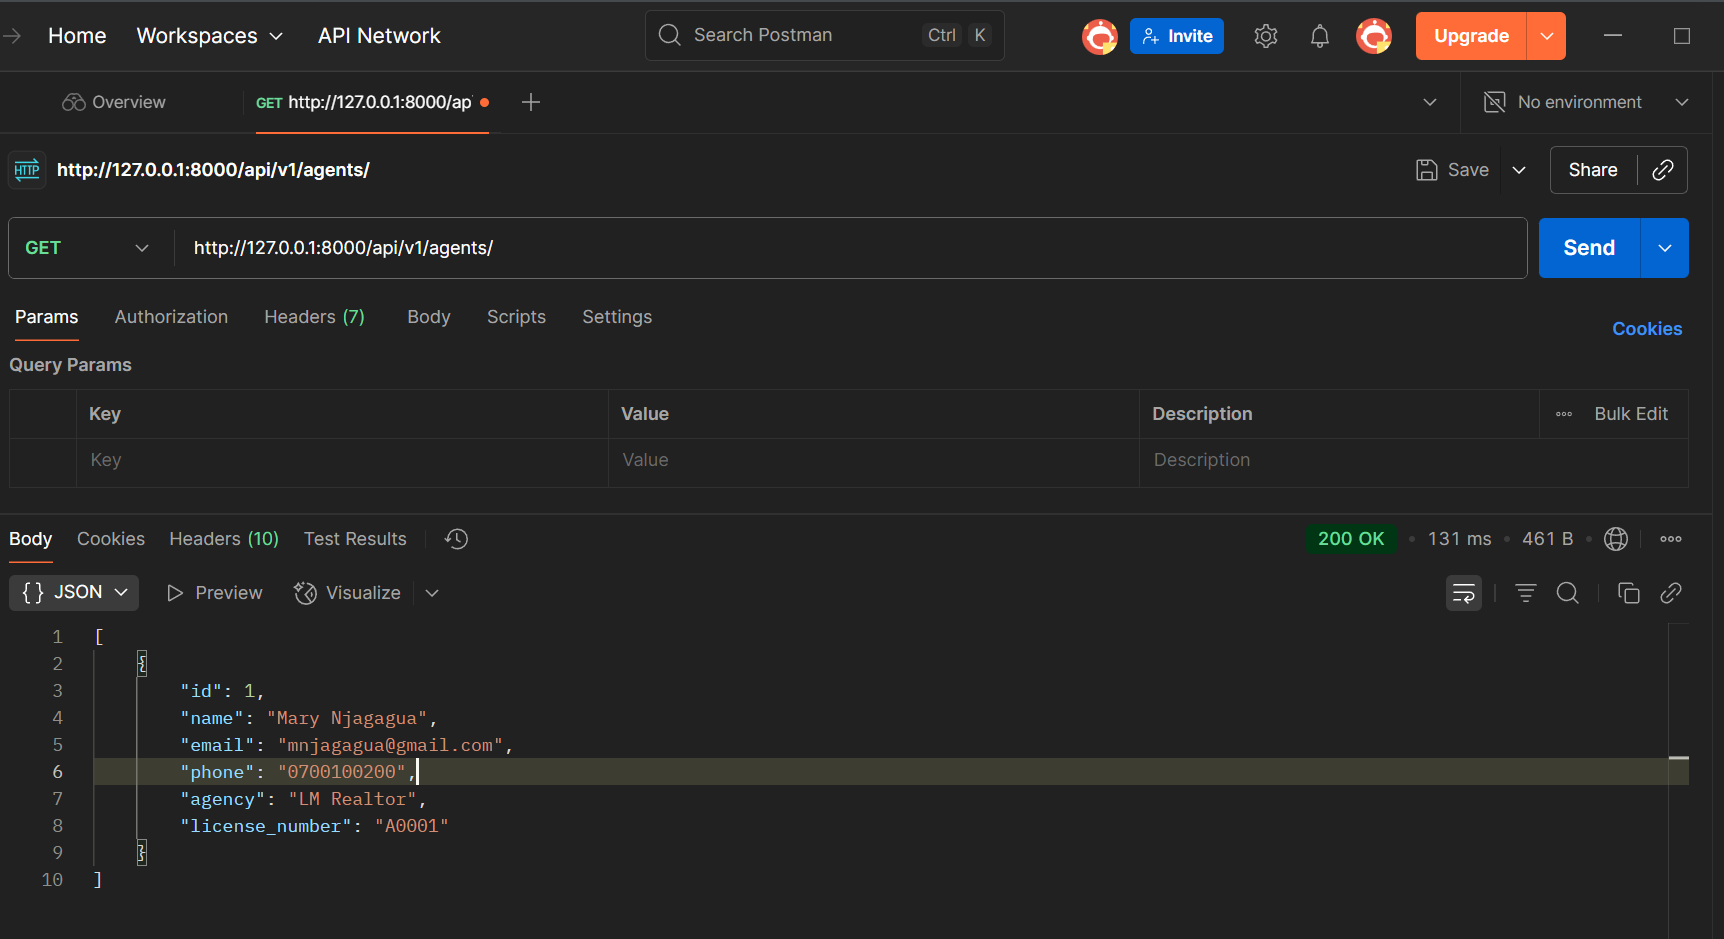 Home Workspaces API Network Search Postman Ctrl K Invite Upgrade
Overview GET http://127.0.0.1:8000/ap No environment
HTTP http://127.0.0.1:8000/api/v1/agents/ Save Share
GET http://127.0.0.1:8000/api/v1/agents/ Send
Params Authorization Headers (7) Body Scripts Settings Cookies
Query Params
Key Value Description Bulk Edit
Key Value Description
Body Cookies Headers (10) Test Results 200 OK • 131 ms • 461 B •
{ } JSON Preview Visualize
1 [
2 {
3 "id": 1,
4 "name": "Mary Njagagua",
5 "email": "mnjagagua@gmail.com",
6 "phone": "0700100200",
7 "agency": "LM Realtor",
8 "license_number": "A0001"
9 }
10 ]